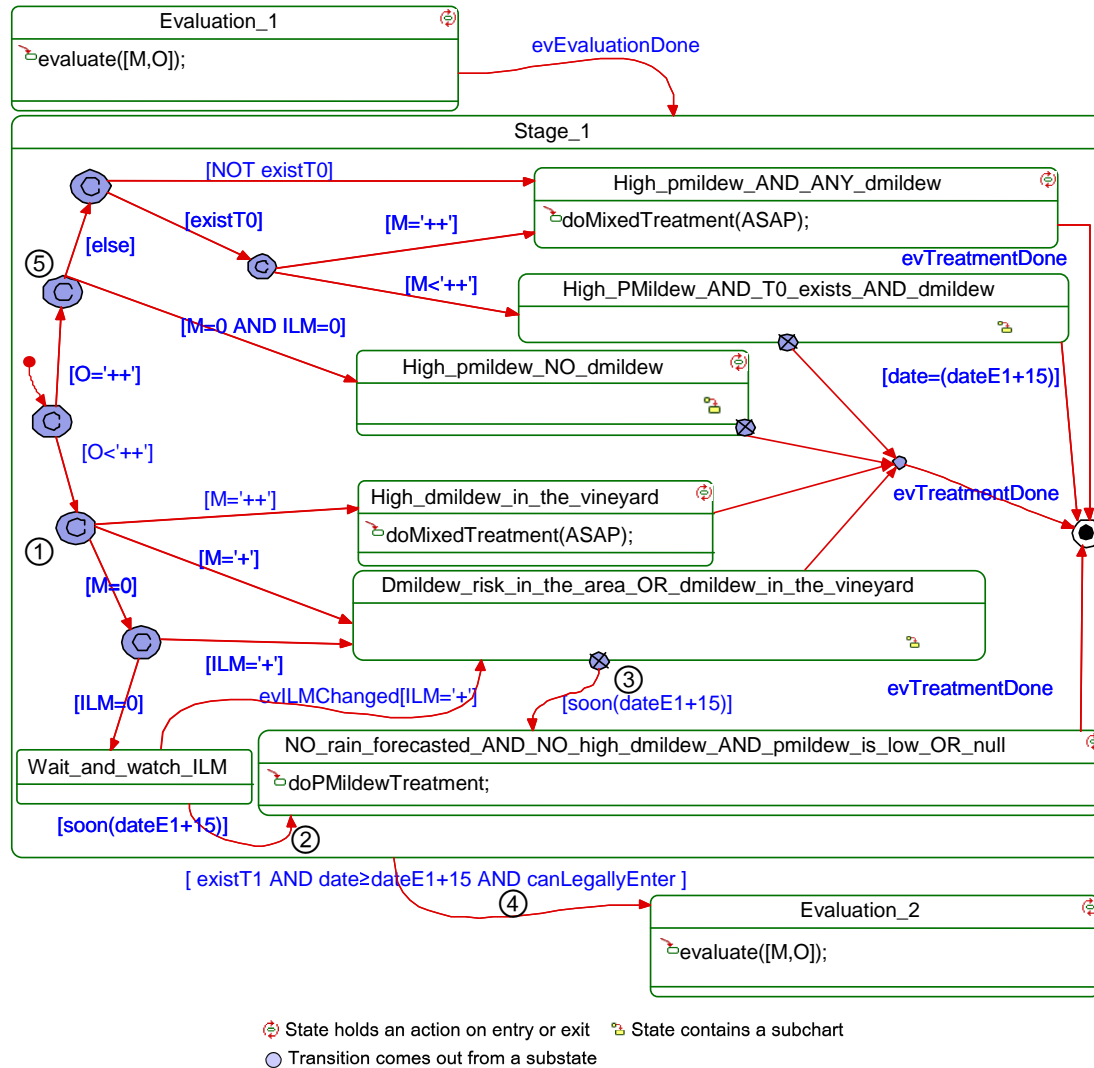 Evaluation_1
evaluate([M,O]);
evEvaluationDone
Stage_1
[NOT existT0]
High_pmildew_AND_ANY_dmildew
doMixedTreatment(ASAP);
[existT0]
[M='++']
[else]
5
evTreatmentDone
[M<'++']
High_PMildew_AND_T0_exists_AND_dmildew
[M=0 AND ILM=0]
High_pmildew_NO_dmildew
[O='++']
[date=(dateE1+15)]
[O<'++']
[M='++']
High_dmildew_in_the_vineyard
doMixedTreatment(ASAP);
evTreatmentDone
1
[M='+']
[M=0]
Dmildew_risk_in_the_area_OR_dmildew_in_the_vineyard
[ILM='+']
3
evTreatmentDone
[ILM=0]
evILMChanged[ILM='+']
[soon(dateE1+15)]
NO_rain_forecasted_AND_NO_high_dmildew_AND_pmildew_is_low_OR_null
Wait_and_watch_ILM
doPMildewTreatment;
[soon(dateE1+15)]
2
[ existT1 AND date≥dateE1+15 AND canLegallyEnter ]
4
Evaluation_2
evaluate([M,O]);
State holds an action on entry or exit
State contains a subchart
Transition comes out from a substate